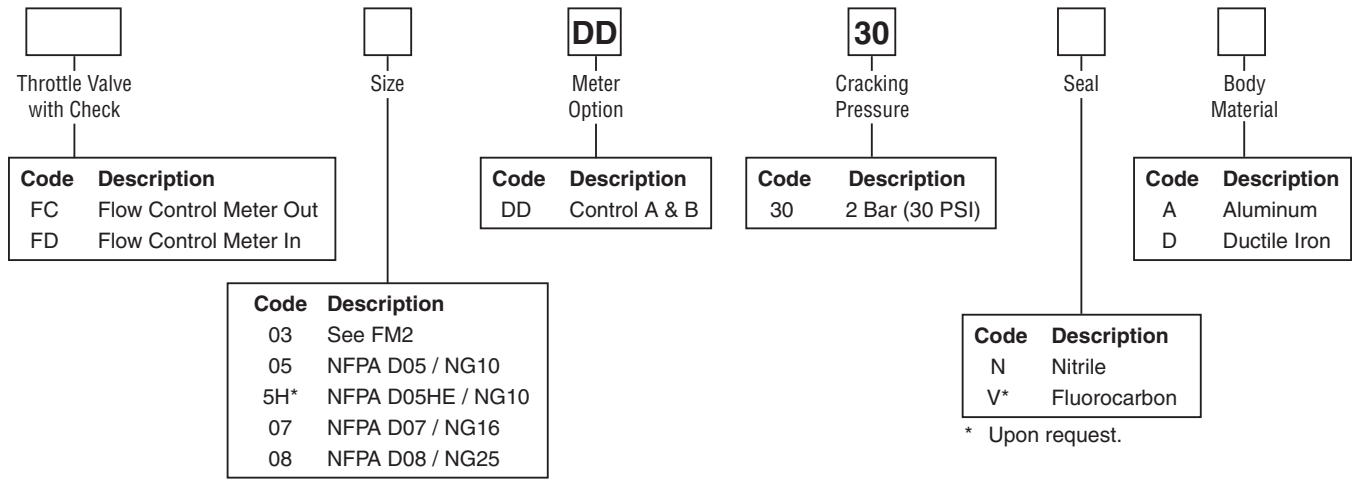 DD
30
Throttle Valve
with Check
Size
Meter
Option
Cracking
Pressure
Seal
Body
Material
Code Description
FC Flow Control Meter Out
FD Flow Control Meter In
Code Description
DD Control A & B
Code Description
30 2 Bar (30 PSI)
Code Description
A Aluminum
D Ductile Iron
Code Description
03 See FM2
05 NFPA D05 / NG10
5H* NFPA D05HE / NG10
07 NFPA D07 / NG16
08 NFPA D08 / NG25
Code Description
N Nitrile
V* Fluorocarbon
* Upon request.